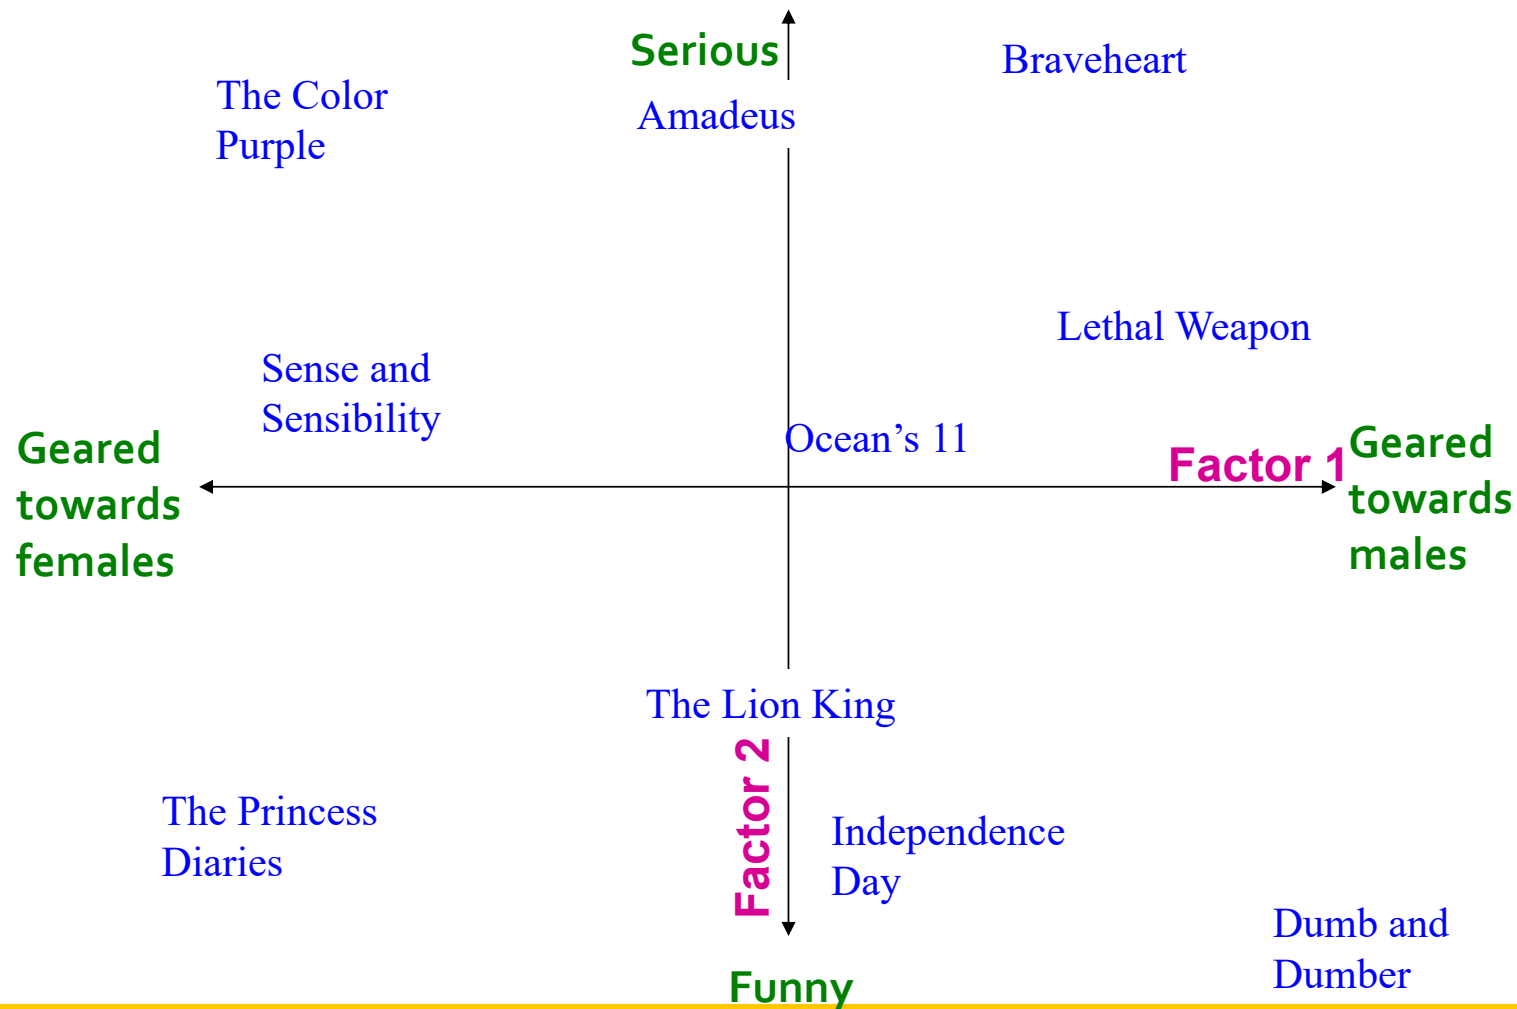 Serious
Braveheart
The Color
Purple
Amadeus
Lethal Weapon
Sense and
Sensibility
Ocean’s 11
Geared
towards
females
Factor 1
Geared
towards
males
The Lion King
Factor 2
The Princess
Diaries
Independence
Day
Dumb and
Dumber
Funny